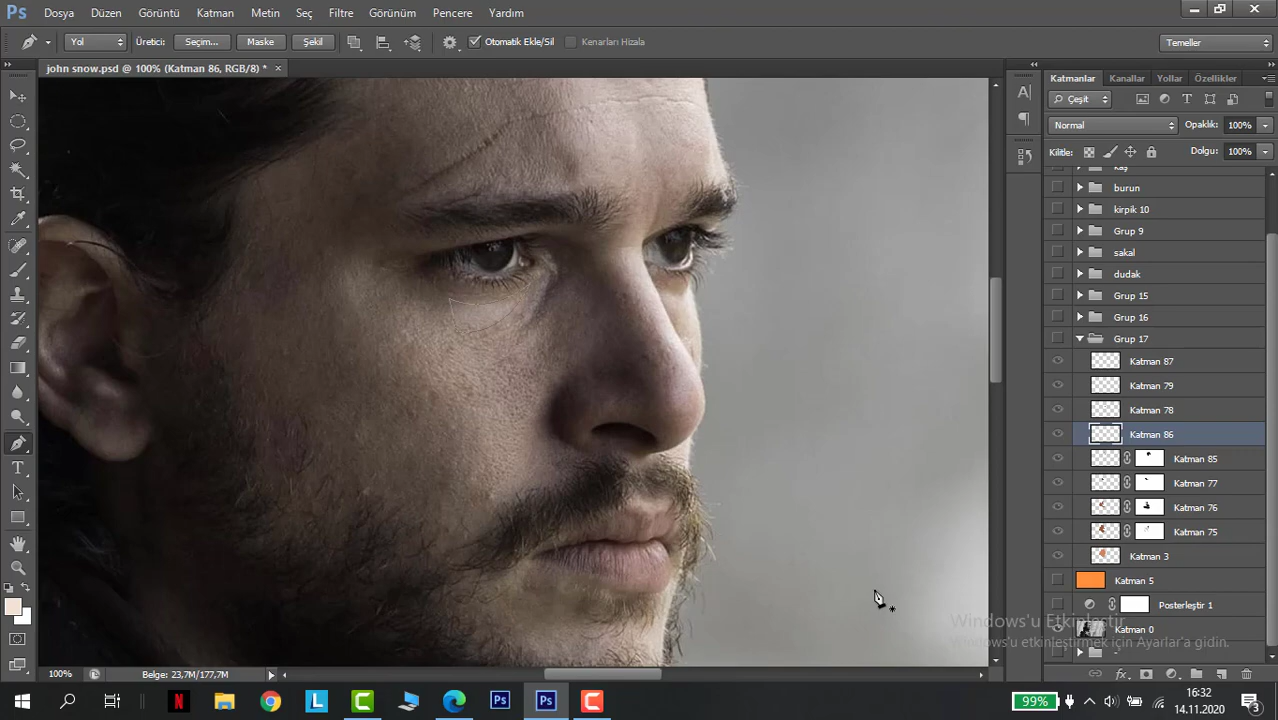 Ps Dosya Düzen Görüntü Katman Metin Seç Filtre Görünüm Pencere Yardım
Yol Üretici: Seçim... Maske Şekil Otomatik Ekle/Sil Kenarları Hizala Temeller
john snow.psd @ 100% (Katman 86, RGB/8) * ×
Katmanlar Kanallar Yollar Özellikler
Çeşit
Normal Opaklık: 100%
Kilitle: Dolgu: 100%
kaş
burun
kirpik 10
Grup 9
sakal
dudak
Grup 15
Grup 16
Grup 17
Katman 87
Katman 79
Katman 78
Katman 86
Katman 85
Katman 77
Katman 76
Katman 75
Katman 3
Katman 5
Posterleştir 1
Katman 0
Windows'u Etkinleştir
Windows'u etkinleştirmek için Ayarlar'a gidin.
100% Belge: 23,7M/177,7M
99% 16:32
14.11.2020
3